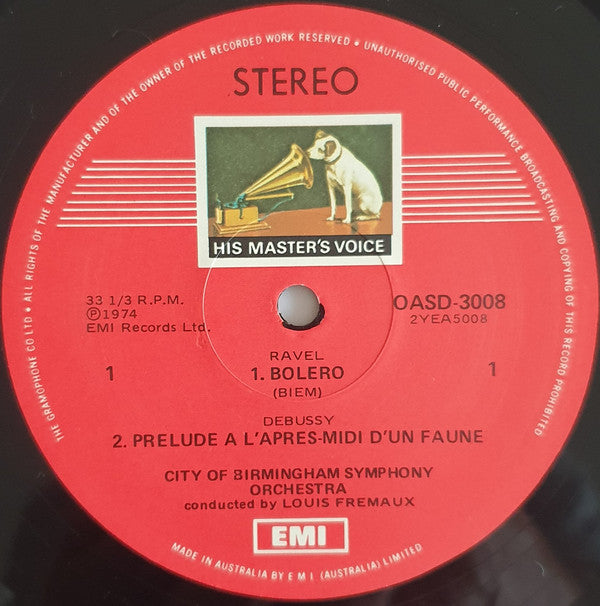 THE GRAMOPHONE CO LTD • ALL RIGHTS OF THE MANUFACTURER AND OF THE OWNER OF THE RECORDED WORK RESERVED • UNAUTHORISED PUBLIC PERFORMANCE BROADCASTING AND COPYING OF THIS RECORD PROHIBITED
STEREO
HIS MASTER'S VOICE
33 1/3 R.P.M.
Ⓟ1974
EMI Records Ltd.
OASD-3008
2YEA5008
1
1
RAVEL
1. BOLERO
(BIEM)
DEBUSSY
2. PRELUDE A L'APRES-MIDI D'UN FAUNE
CITY OF BIRMINGHAM SYMPHONY
ORCHESTRA
conducted by LOUIS FREMAUX
EMI
MADE IN AUSTRALIA BY E M I (AUSTRALIA) LIMITED